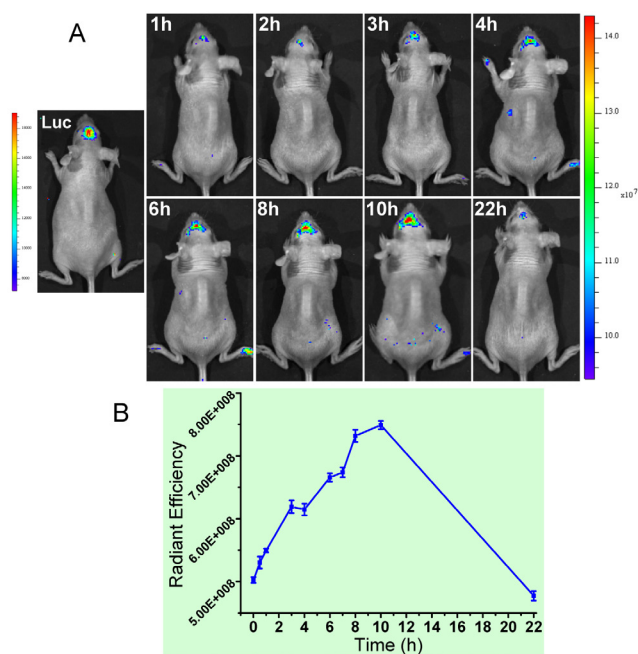 A
1h
2h
3h
4h
Luc
14.0
13.0
12.0
x10⁷
11.0
10.0
6h
8h
10h
22h
B
8.00E+008
7.00E+008
6.00E+008
5.00E+008
Radiant Efficiency
0 2 4 6 8 10 12 14 16 18 20 22
Time (h)